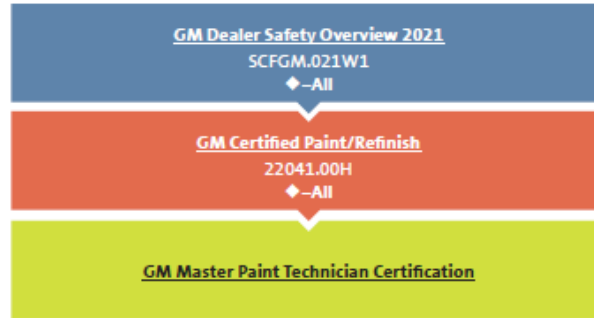 GM Dealer Safety Overview 2021
SCFGM.021W1
◆–All
GM Certified Paint/Refinish
22041.00H
◆–All
GM Master Paint Technician Certification